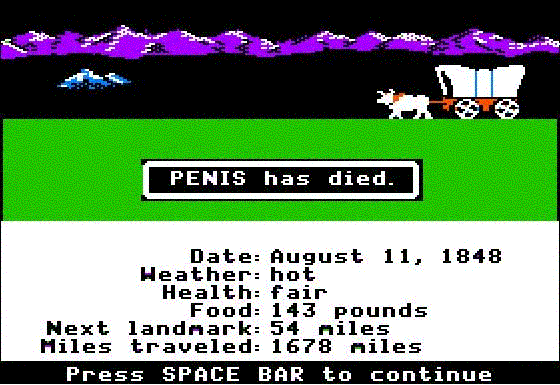 PENIS has died.
Date: August 11, 1848
Weather: hot
Health: fair
Food: 143 pounds
Next landmark: 54 miles
Miles traveled: 1678 miles
Press SPACE BAR to continue